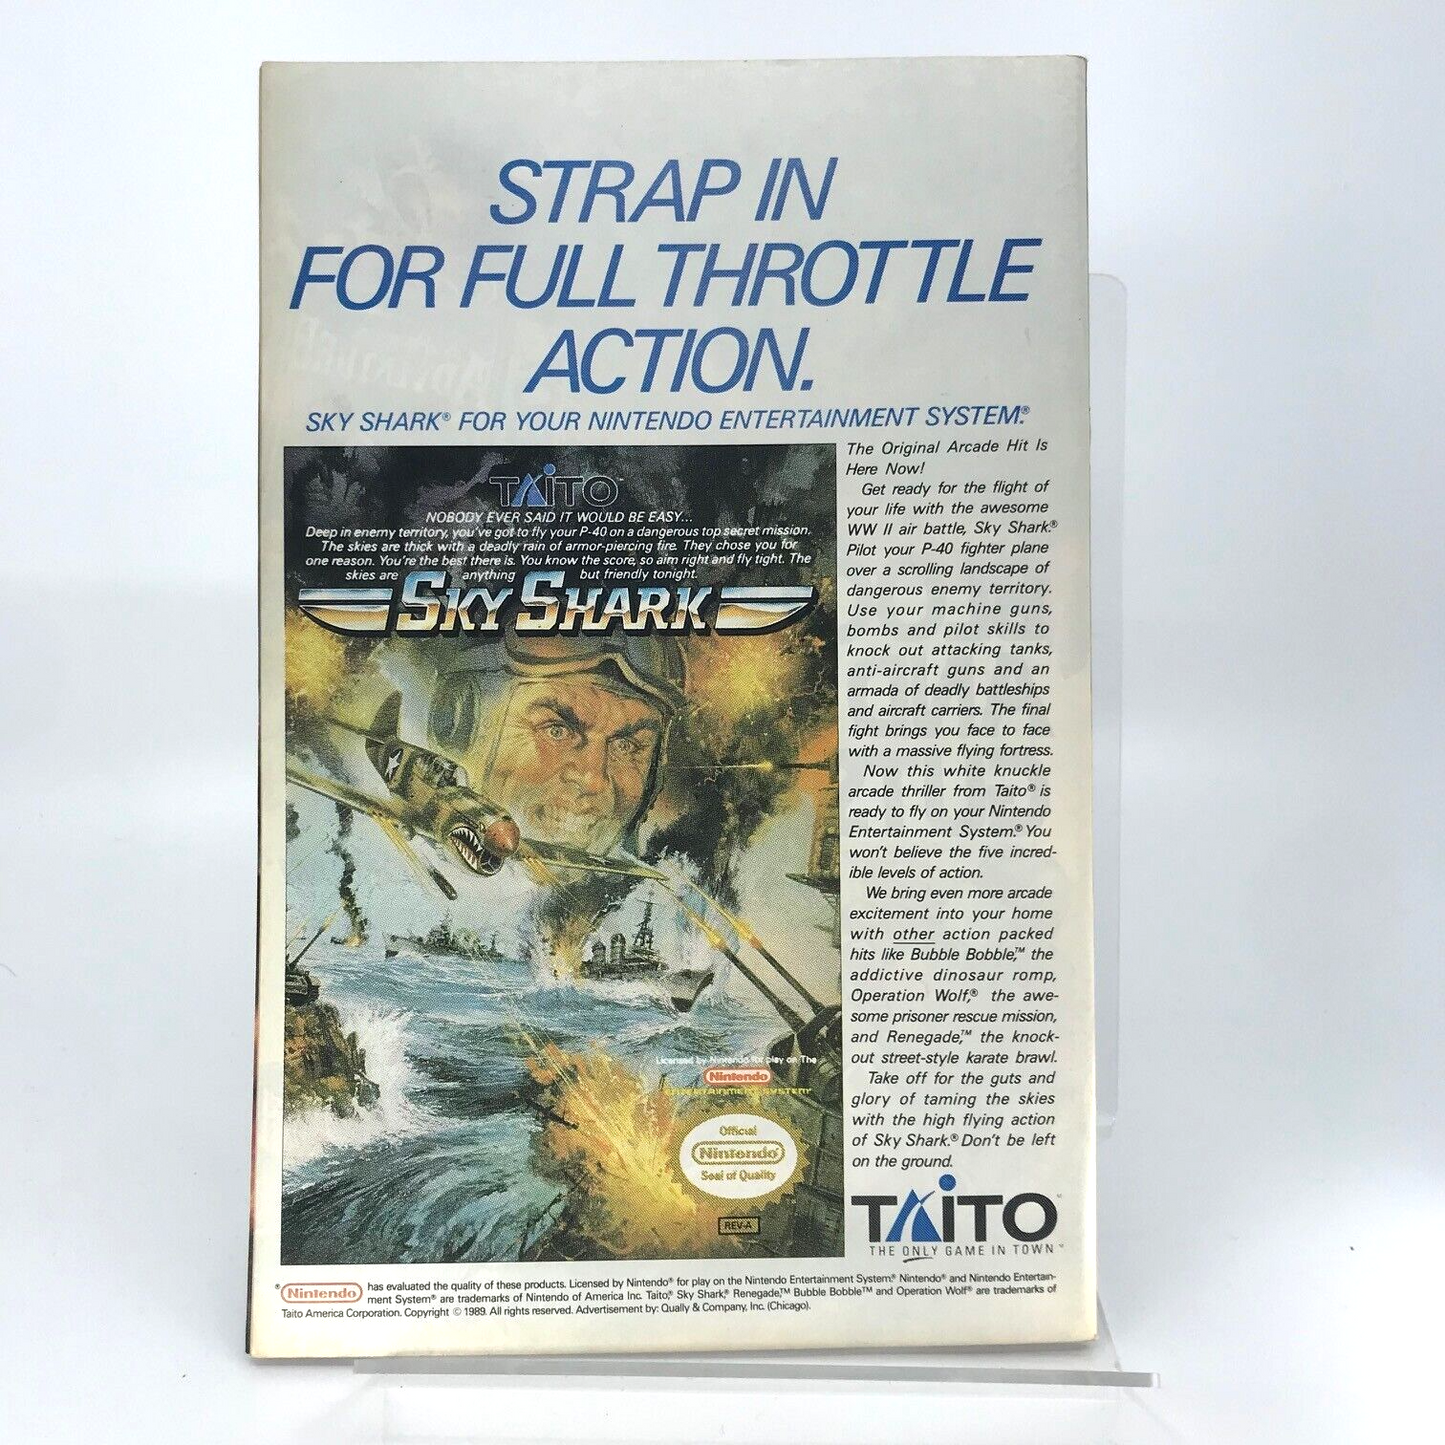 STRAP IN
FOR FULL THROTTLE
ACTION.
SKY SHARK® FOR YOUR NINTENDO ENTERTAINMENT SYSTEM.®
TAITO
NOBODY EVER SAID IT WOULD BE EASY...
Deep in enemy territory, you've got to fly your P-40 on a dangerous top secret mission.
The skies are thick with a deadly rain of armor-piercing fire. They chose you for
one reason. You're the best there is. You know the score, so aim right and fly tight. The
skies are anything but friendly tonight.
SKY SHARK
Licensed by Nintendo for play on The
Nintendo
ENTERTAINMENT SYSTEM®
Official
Nintendo®
Seal of Quality
REV-A
The Original Arcade Hit Is
Here Now!
Get ready for the flight of
your life with the awesome
WW II air battle, Sky Shark.®
Pilot your P-40 fighter plane
over a scrolling landscape of
dangerous enemy territory.
Use your machine guns,
bombs and pilot skills to
knock out attacking tanks,
anti-aircraft guns and an
armada of deadly battleships
and aircraft carriers. The final
fight brings you face to face
with a massive flying fortress.
Now this white knuckle
arcade thriller from Taito® is
ready to fly on your Nintendo
Entertainment System.® You
won't believe the five incred-
ible levels of action.
We bring even more arcade
excitement into your home
with other action packed
hits like Bubble Bobble,™ the
addictive dinosaur romp,
Operation Wolf,® the awe-
some prisoner rescue mission,
and Renegade,™ the knock-
out street-style karate brawl.
Take off for the guts and
glory of taming the skies
with the high flying action
of Sky Shark.® Don't be left
on the ground.
TAITO™
THE ONLY GAME IN TOWN™
® Nintendo has evaluated the quality of these products. Licensed by Nintendo® for play on the Nintendo Entertainment System.® Nintendo® and Nintendo Entertain-
ment System® are trademarks of Nintendo of America Inc. Taito,® Sky Shark,® Renegade,™ Bubble Bobble™ and Operation Wolf® are trademarks of
Taito America Corporation. Copyright © 1989. All rights reserved. Advertisement by: Qually & Company, Inc. (Chicago).